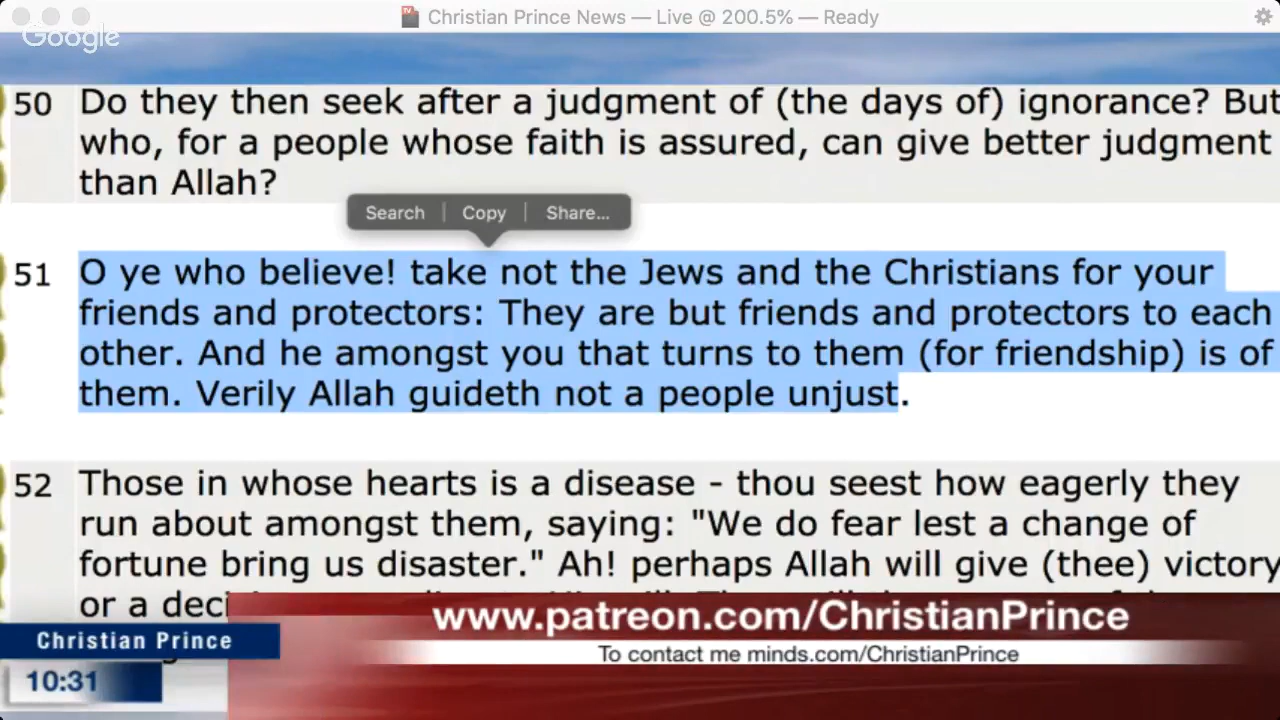 Christian Prince News — Live @ 200.5% — Ready
Google
50 Do they then seek after a judgment of (the days of) ignorance? But
who, for a people whose faith is assured, can give better judgment
than Allah?
Search Copy Share...
51 O ye who believe! take not the Jews and the Christians for your
friends and protectors: They are but friends and protectors to each
other. And he amongst you that turns to them (for friendship) is of
them. Verily Allah guideth not a people unjust.
52 Those in whose hearts is a disease - thou seest how eagerly they
run about amongst them, saying: "We do fear lest a change of
fortune bring us disaster." Ah! perhaps Allah will give (thee) victory
or a
www.patreon.com/ChristianPrince
Christian Prince
To contact me minds.com/ChristianPrince
10:31